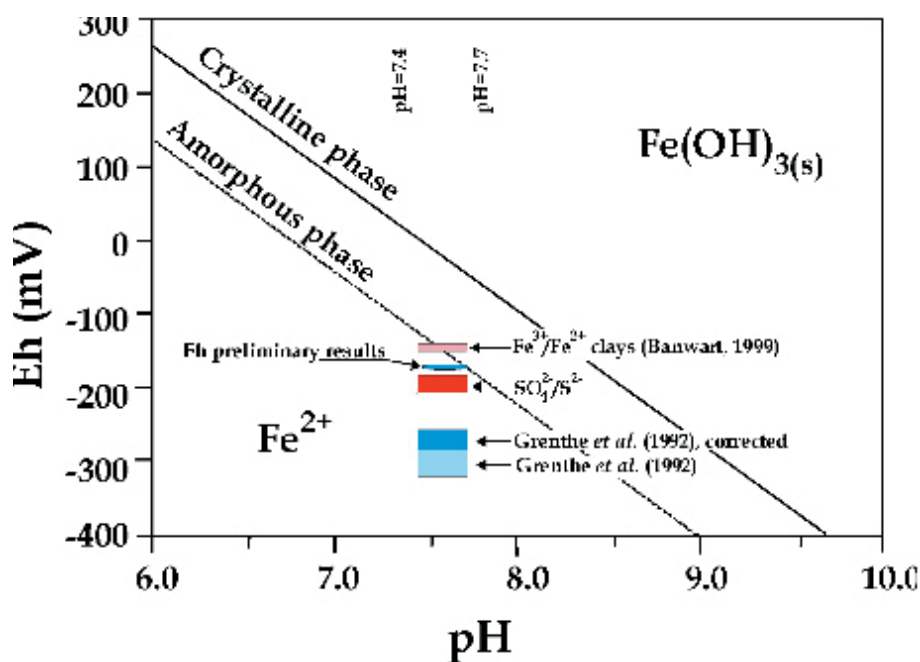 300
200
100
0
-100
-200
-300
-400
Eh (mV)
6.0
7.0
8.0
9.0
10.0
pH
Crystalline phase
Amorphous phase
pH=7.4
pH=7.7
Fe(OH)3(s)
Fe2+
Eh preliminary results
Fe3+/Fe2+ clays (Banwart, 1999)
SO42-/S2-
Grenthe et al. (1992), corrected
Grenthe et al. (1992)